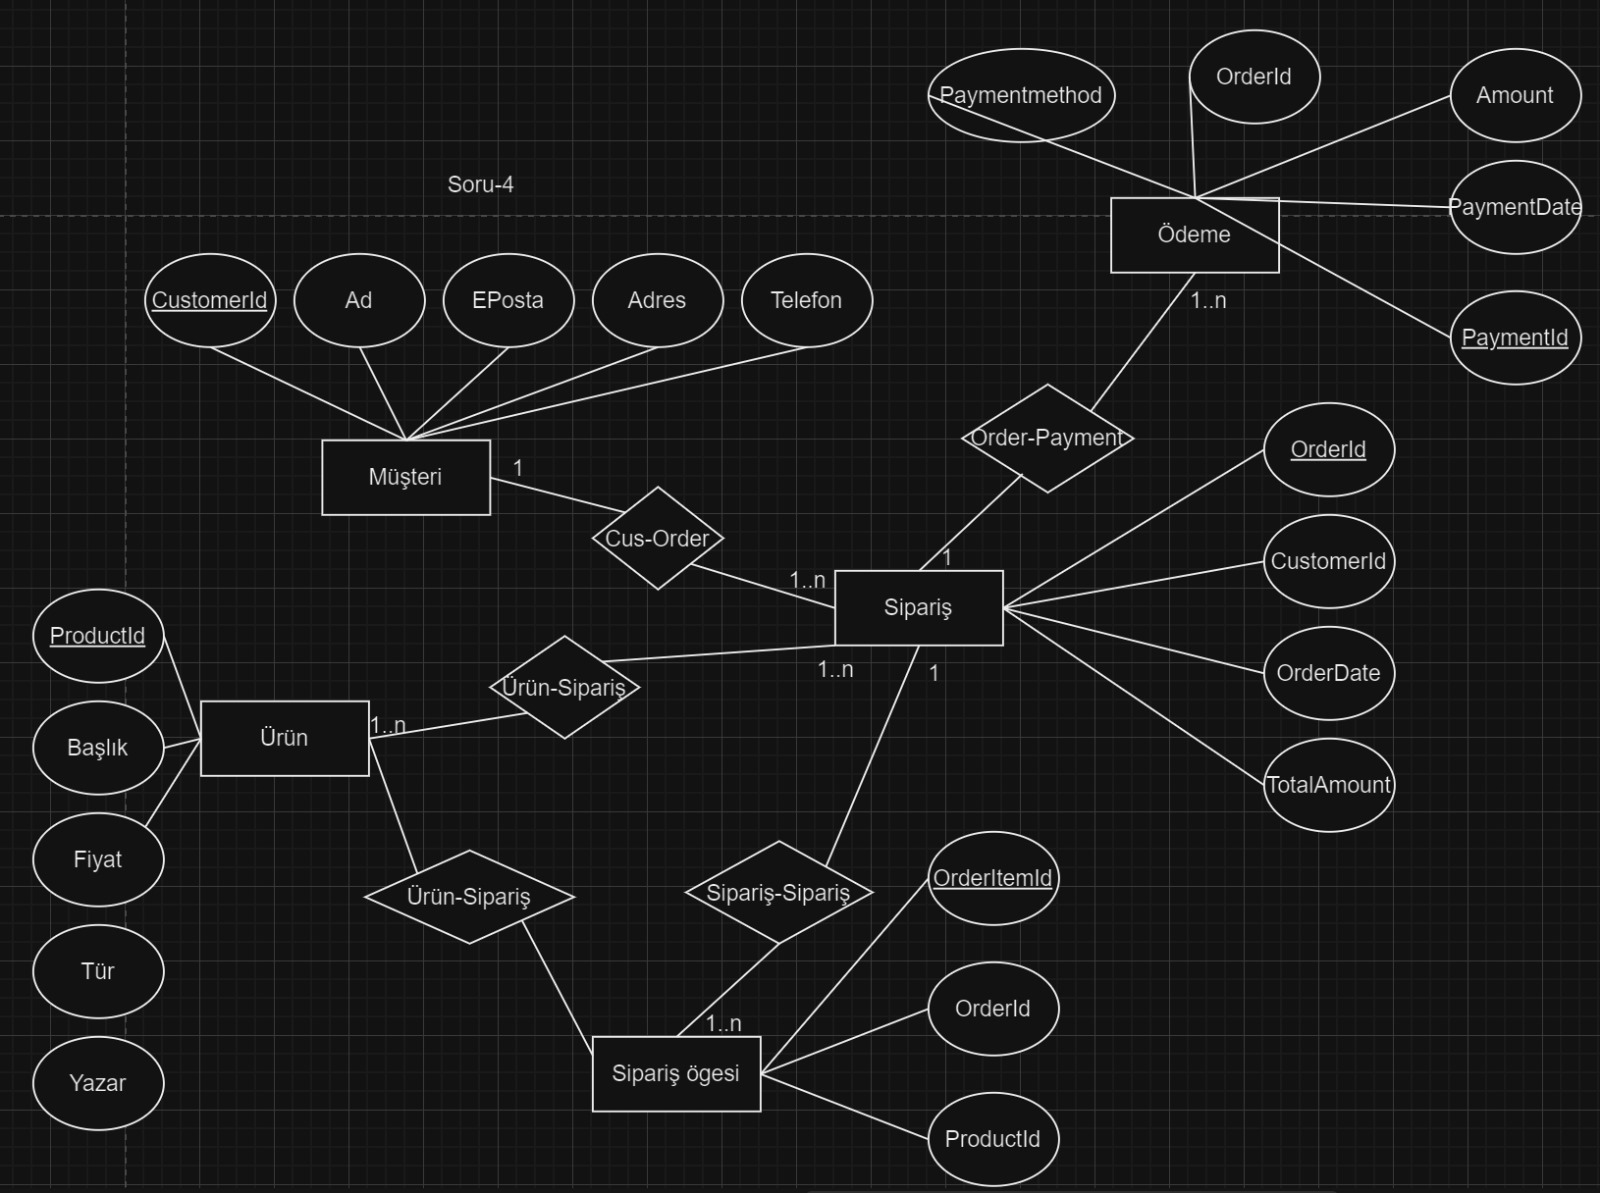 Paymentmethod
OrderId
Amount
Soru-4
PaymentDate
Ödeme
CustomerId
Ad
EPosta
Adres
Telefon
1..n
PaymentId
Order-Payment
OrderId
Müşteri
1
Cus-Order
1
CustomerId
1..n
Sipariş
ProductId
1..n
1
OrderDate
Ürün-Sipariş
1..n
Ürün
Başlık
TotalAmount
Fiyat
Ürün-Sipariş
Sipariş-Sipariş
OrderItemId
Tür
OrderId
1..n
Sipariş ögesi
Yazar
ProductId